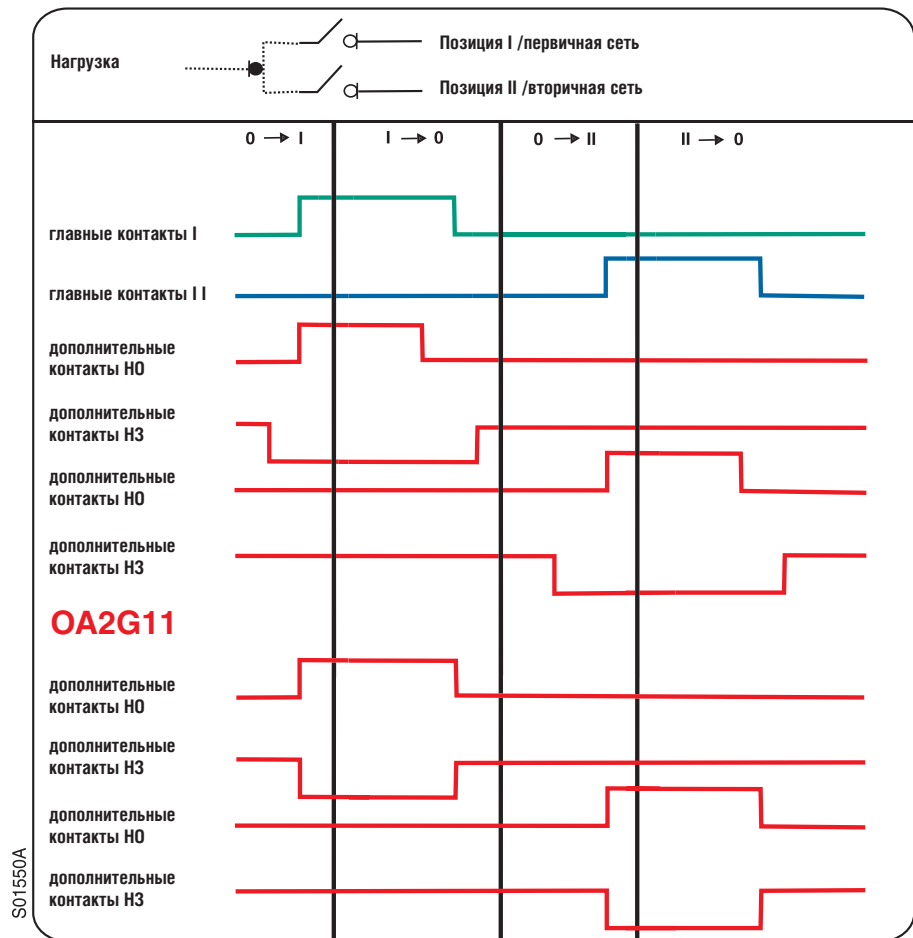 Нагрузка
Позиция I /первичная сеть
Позиция II /вторичная сеть
0 → I
I → 0
0 → II
II → 0
главные контакты I
главные контакты I I
дополнительные
контакты НО
дополнительные
контакты НЗ
дополнительные
контакты НО
дополнительные
контакты НЗ
OA2G11
дополнительные
контакты НО
дополнительные
контакты НЗ
дополнительные
контакты НО
дополнительные
контакты НЗ
S01550A